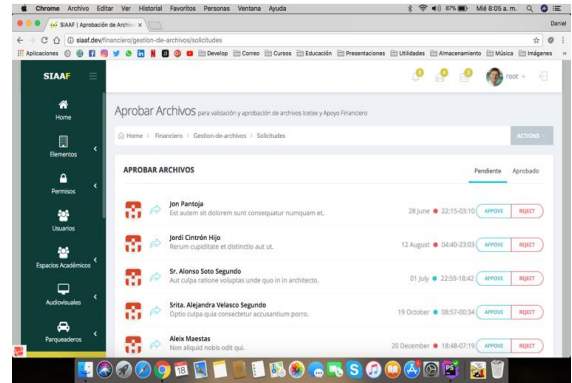 Chrome Archivo Editar Ver Historial Favoritos Personas Ventana Ayuda 87% Mié 8:05 a. m.
SIAAF | Aprobación de Archiv Daniel
siaaf.dev/financiero/gestion-de-archivos/solicitudes
Aplicaciones Develop Correo Cursos Educación Presentaciones Utilidades Almacenamiento Música Imágenes »
SIAAF root
Home
Elementos
Permisos
Usuarios
Espacios Académicos
Audiovisuales
Parqueaderos
Aprobar Archivos para validación y aprobación de archivos Icetex y Apoyo Financiero
Home Financiero Gestion-de-archivos Solicitudes ACTIONS
APROBAR ARCHIVOS Pendiente Aprobado
Jon Pantoja
Est autem sit dolorem sunt consequatur numquam et. 28 June 22:15-03:10 APPOVE REJECT
Jordi Cintrón Hijo
Rerum cupiditate et distinctio aut ut. 12 August 04:40-23:03 APPOVE REJECT
Sr. Alonso Soto Segundo
Aut culpa ratione voluptas unde quo in in architecto. 01 July 22:59-18:42 APPOVE REJECT
Srita. Alejandra Velasco Segundo
Optio culpa quia consectetur accusantium porro. 19 October 08:57-00:34 APPOVE REJECT
Aleix Maestas
Non aliquid nobis odit qui. 20 December 18:48-07:19 APPOVE REJECT